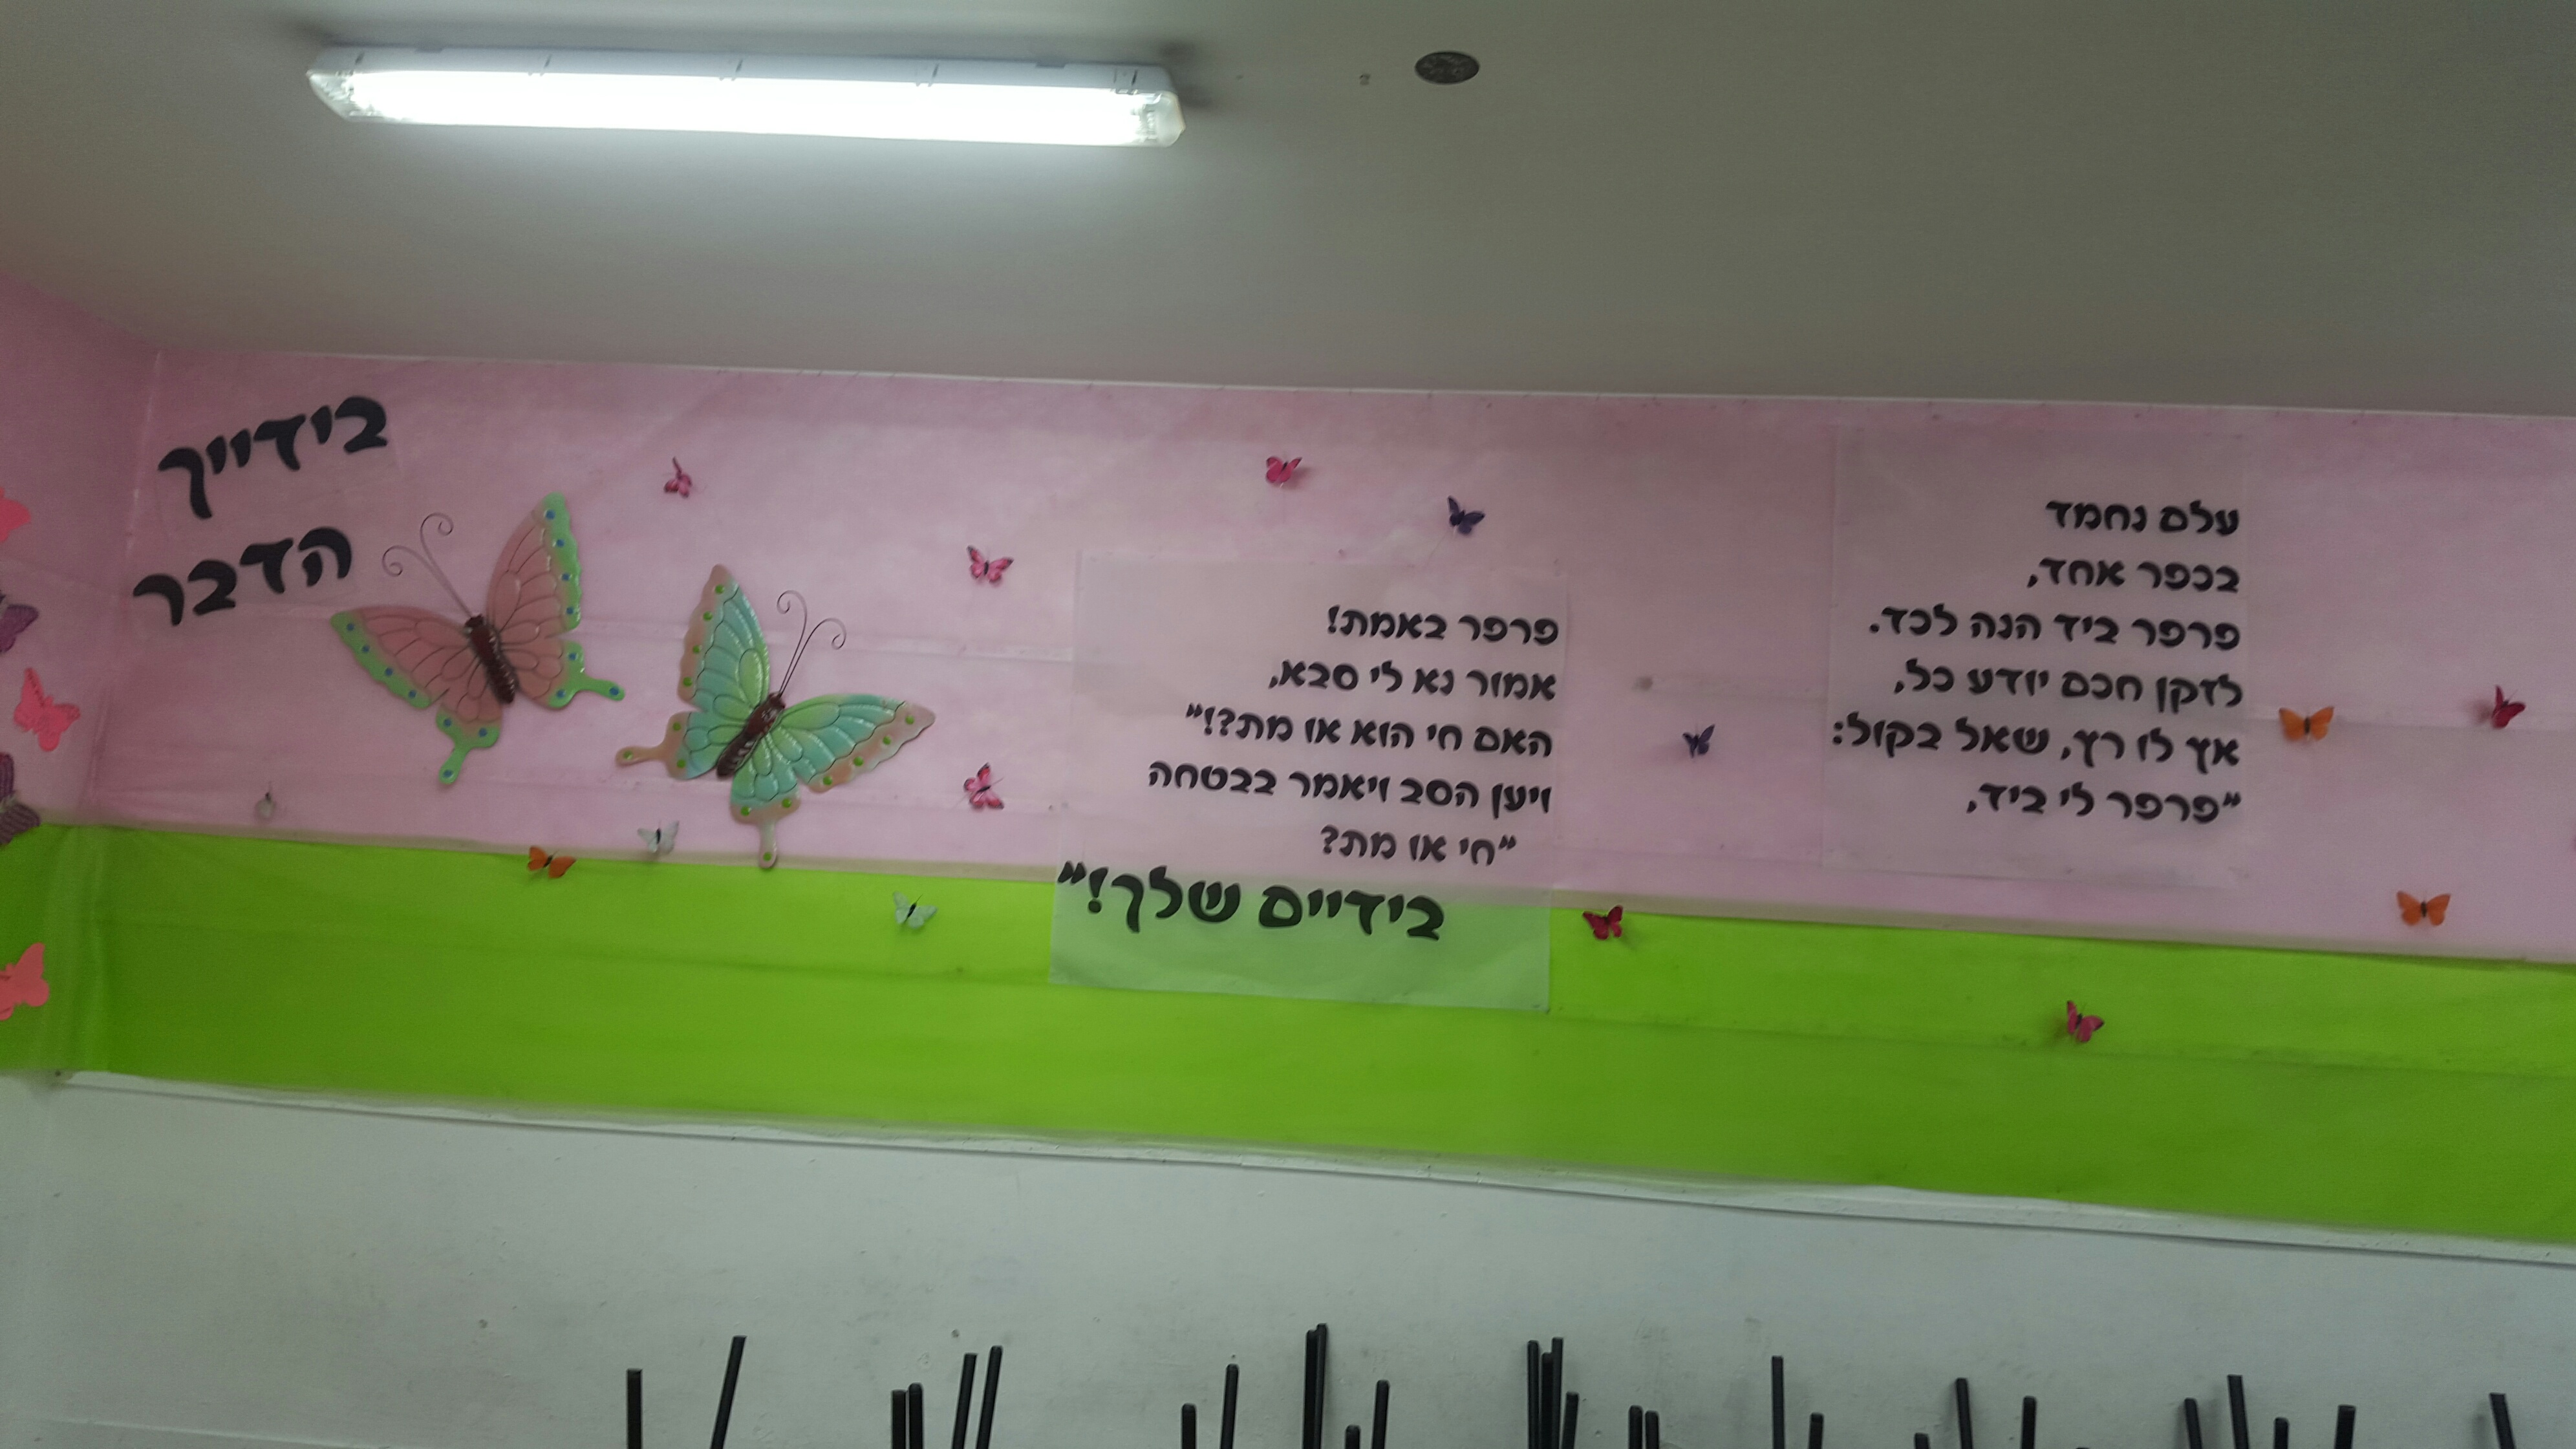 עלם נחמד
בכפר אחד,
פרפר ביד הנה לכד.
לזקן חכם יודע כל,
אץ לו רץ, שאל בקול:
"פרפר לי ביד,
פרפר באמת!
אמור נא לי סבא,
האם חי הוא או מת?!"
ויען הסב ויאמר בבטחה
"חי או מת?
בידיים שלך!"
בידייך
הדבר